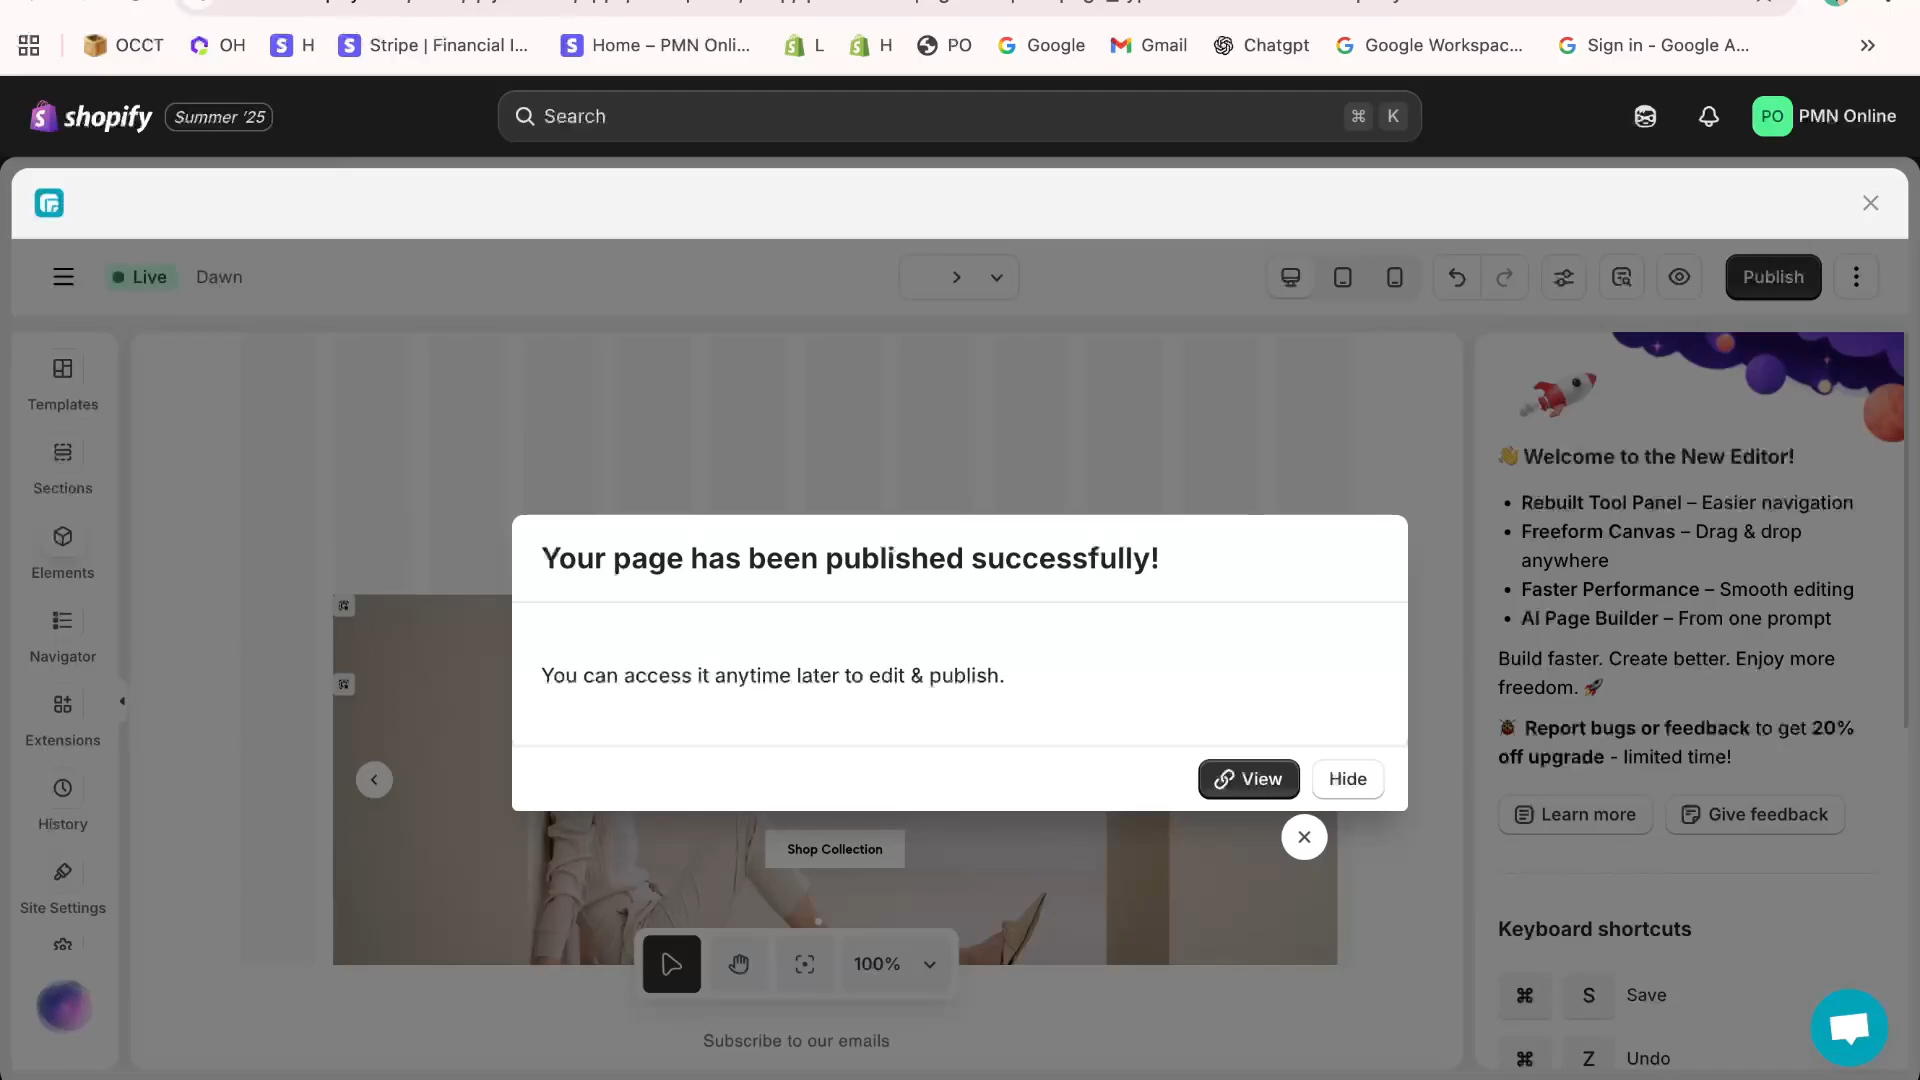 OCCT
OH
H
Stripe | Financial I...
Home – PMN Onli...
L
H
PO
Google
Gmail
Chatgpt
Google Workspac...
Sign in - Google A...
shopify
Summer '25
Search
⌘ K
PO
PMN Online
Live
Dawn
Publish
Templates
Sections
Elements
Navigator
Extensions
History
Site Settings
Your page has been published successfully!
You can access it anytime later to edit & publish.
View
Hide
Shop Collection
100%
Subscribe to our emails
👋 Welcome to the New Editor!
• Rebuilt Tool Panel – Easier navigation
• Freeform Canvas – Drag & drop
anywhere
• Faster Performance – Smooth editing
• AI Page Builder – From one prompt
Build faster. Create better. Enjoy more
freedom. 🚀
🐞 Report bugs or feedback to get 20%
off upgrade - limited time!
Learn more
Give feedback
Keyboard shortcuts
⌘ S Save
⌘ Z Undo